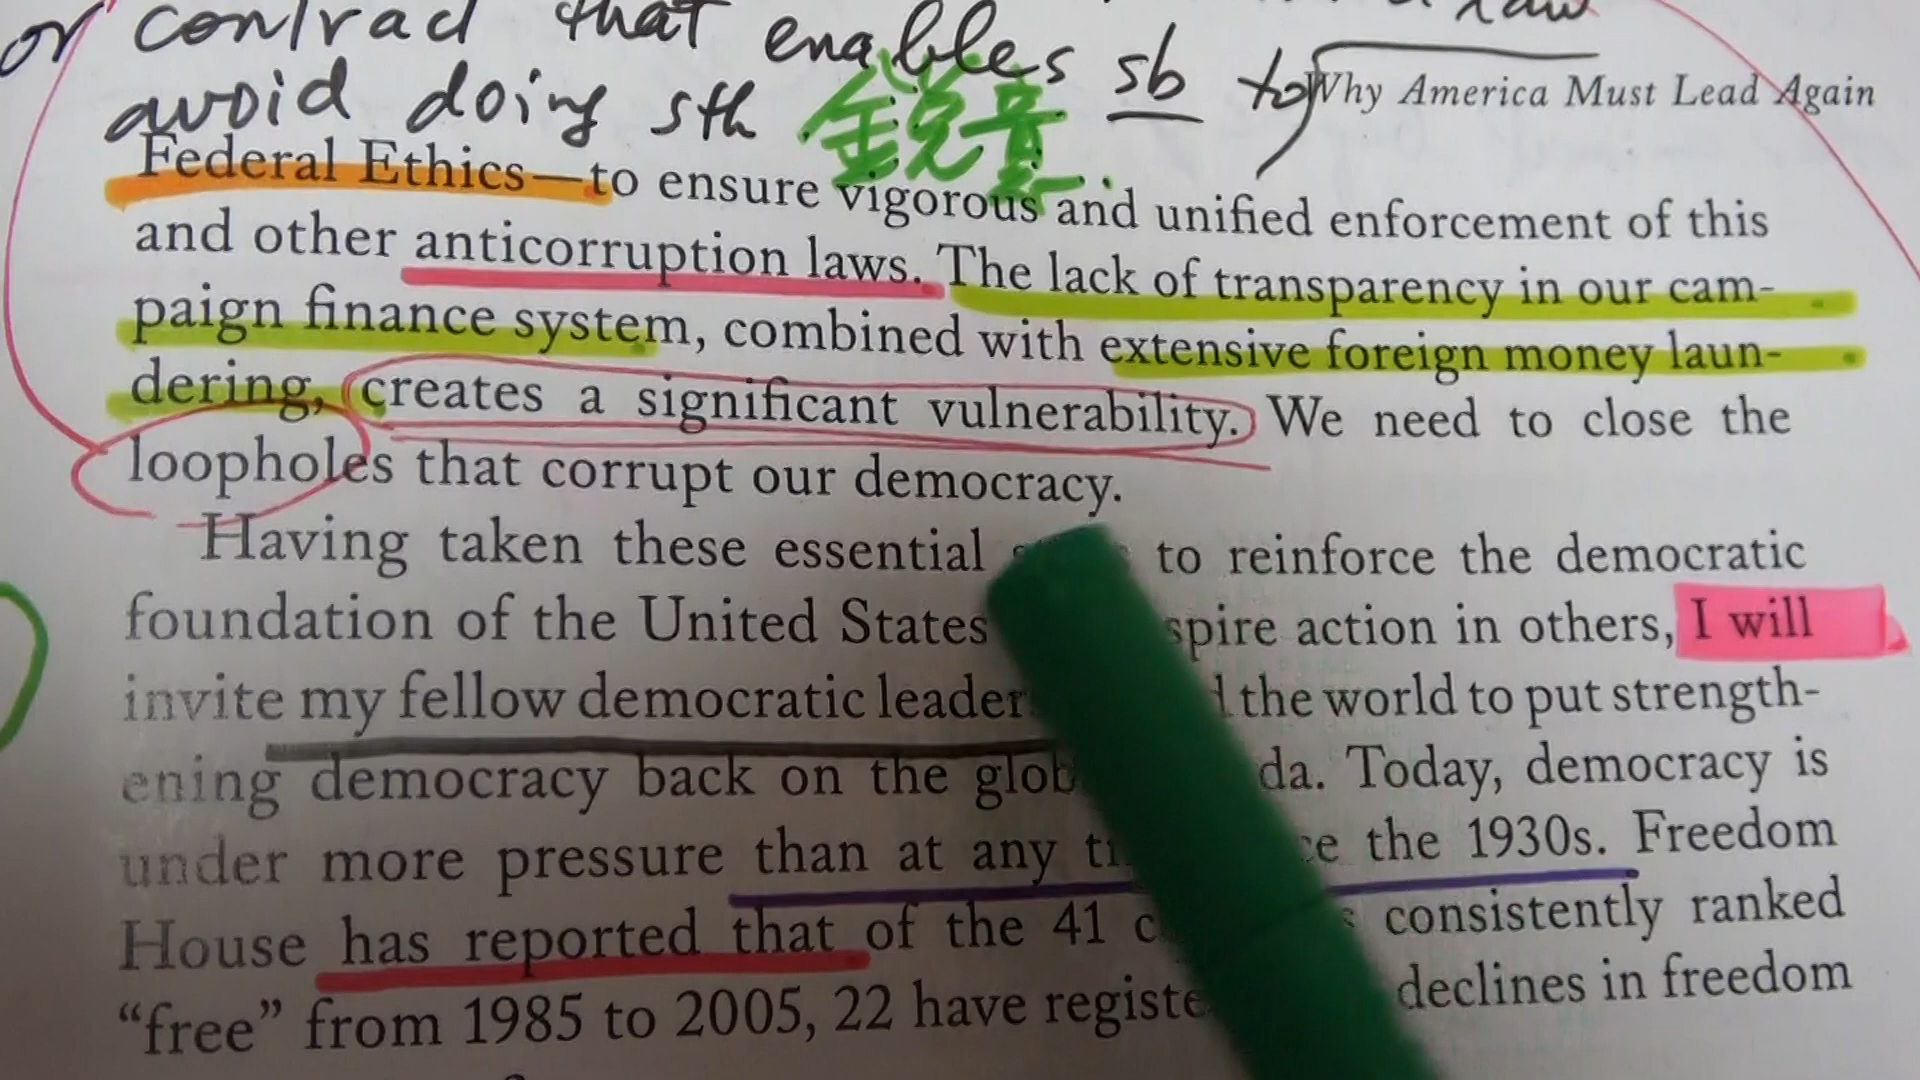 or contract that enables sb to
avoid doing sth 銳意
Why America Must Lead Again
Federal Ethics—to ensure vigorous and unified enforcement of this
and other anticorruption laws. The lack of transparency in our cam-
paign finance system, combined with extensive foreign money laun-
dering, creates a significant vulnerability. We need to close the
loopholes that corrupt our democracy.
Having taken these essential to reinforce the democratic
foundation of the United States spire action in others, I will
invite my fellow democratic leader the world to put strength-
ening democracy back on the glob da. Today, democracy is
under more pressure than at any the 1930s. Freedom
House has reported that of the 41 consistently ranked
“free” from 1985 to 2005, 22 have registe declines in freedom